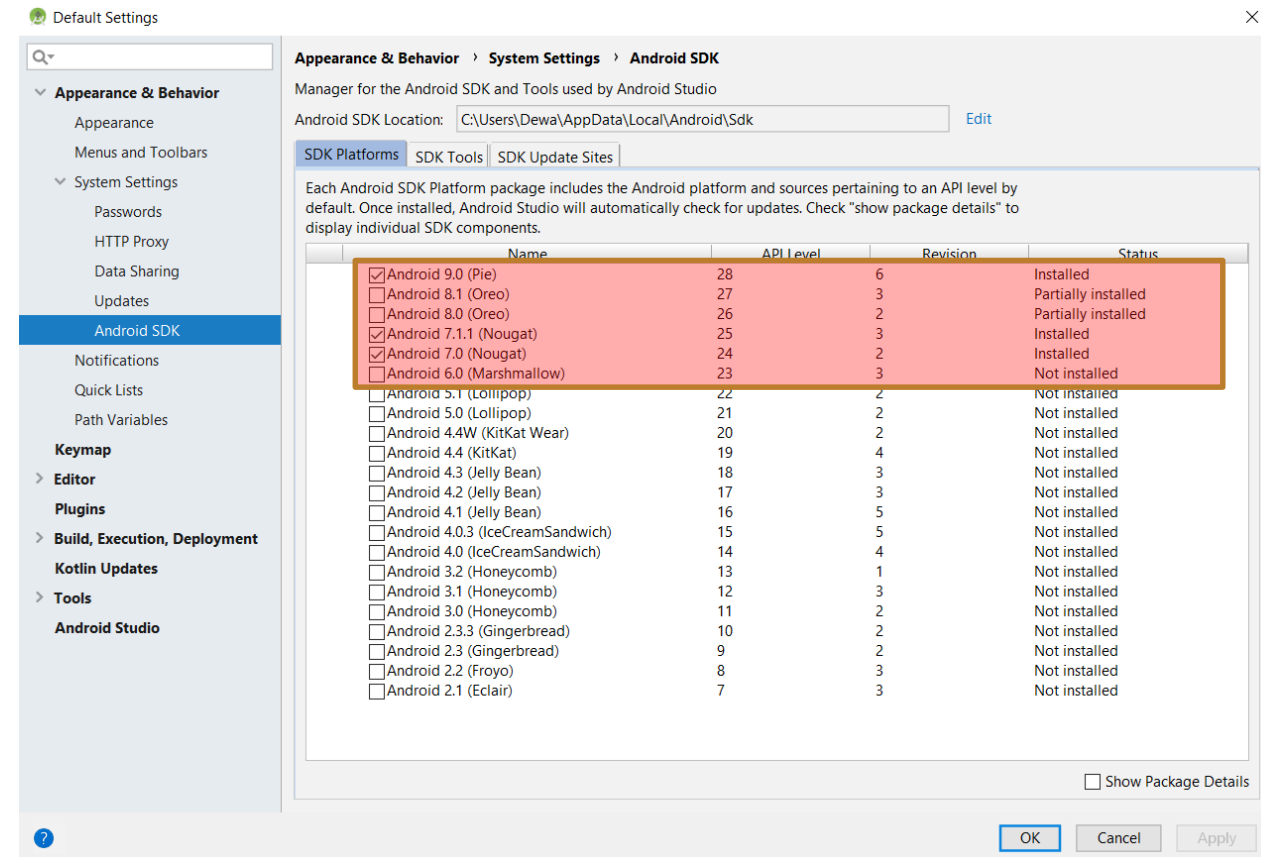 Default Settings
Appearance & Behavior
Appearance
Menus and Toolbars
System Settings
Passwords
HTTP Proxy
Data Sharing
Updates
Android SDK
Notifications
Quick Lists
Path Variables
Keymap
Editor
Plugins
Build, Execution, Deployment
Kotlin Updates
Tools
Android Studio
Appearance & Behavior › System Settings › Android SDK
Manager for the Android SDK and Tools used by Android Studio
Android SDK Location: C:\Users\Dewa\AppData\Local\Android\Sdk Edit
SDK Platforms SDK Tools SDK Update Sites
Each Android SDK Platform package includes the Android platform and sources pertaining to an API level by
default. Once installed, Android Studio will automatically check for updates. Check "show package details" to
display individual SDK components.
Name API Level Revision Status
Android 9.0 (Pie) 28 6 Installed
Android 8.1 (Oreo) 27 3 Partially installed
Android 8.0 (Oreo) 26 2 Partially installed
Android 7.1.1 (Nougat) 25 3 Installed
Android 7.0 (Nougat) 24 2 Installed
Android 6.0 (Marshmallow) 23 3 Not installed
Android 5.1 (Lollipop) 22 2 Not installed
Android 5.0 (Lollipop) 21 2 Not installed
Android 4.4W (KitKat Wear) 20 2 Not installed
Android 4.4 (KitKat) 19 4 Not installed
Android 4.3 (Jelly Bean) 18 3 Not installed
Android 4.2 (Jelly Bean) 17 3 Not installed
Android 4.1 (Jelly Bean) 16 5 Not installed
Android 4.0.3 (IceCreamSandwich) 15 5 Not installed
Android 4.0 (IceCreamSandwich) 14 4 Not installed
Android 3.2 (Honeycomb) 13 1 Not installed
Android 3.1 (Honeycomb) 12 3 Not installed
Android 3.0 (Honeycomb) 11 2 Not installed
Android 2.3.3 (Gingerbread) 10 2 Not installed
Android 2.3 (Gingerbread) 9 2 Not installed
Android 2.2 (Froyo) 8 3 Not installed
Android 2.1 (Eclair) 7 3 Not installed
Show Package Details
? OK Cancel Apply